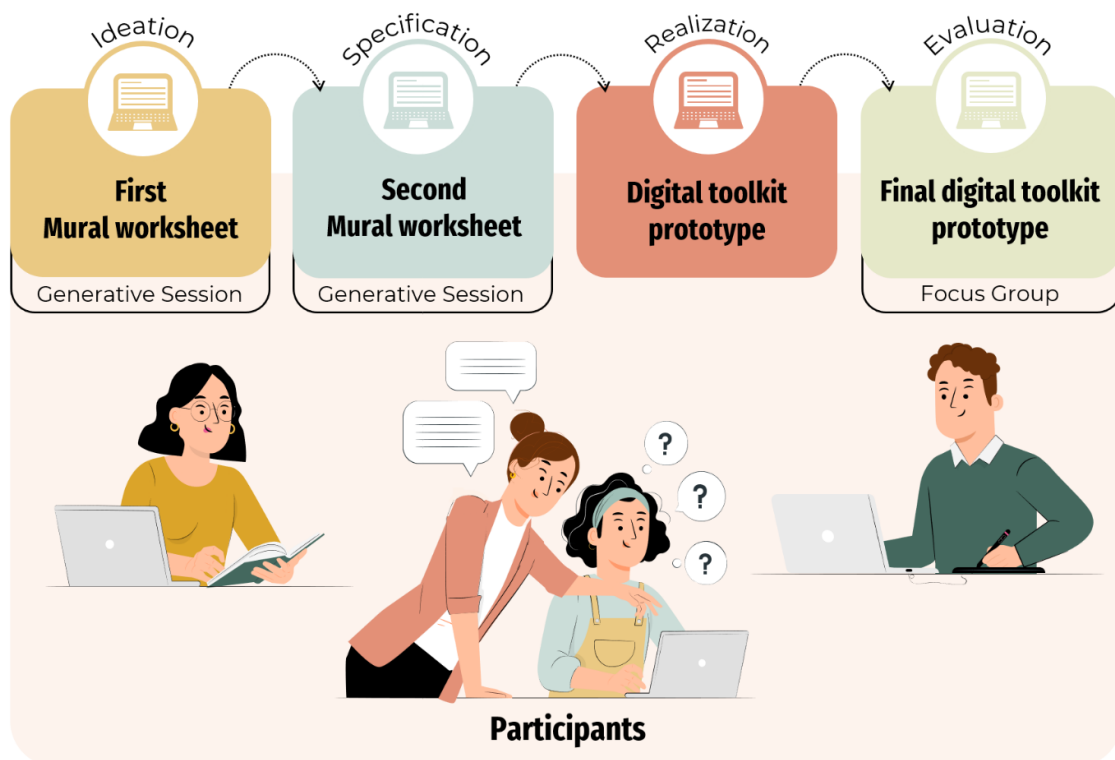 Ideation
Specification
Realization
Evaluation
First
Mural worksheet
Second
Mural worksheet
Digital toolkit
prototype
Final digital toolkit
prototype
Generative Session
Generative Session
Focus Group
?
?
?
Participants